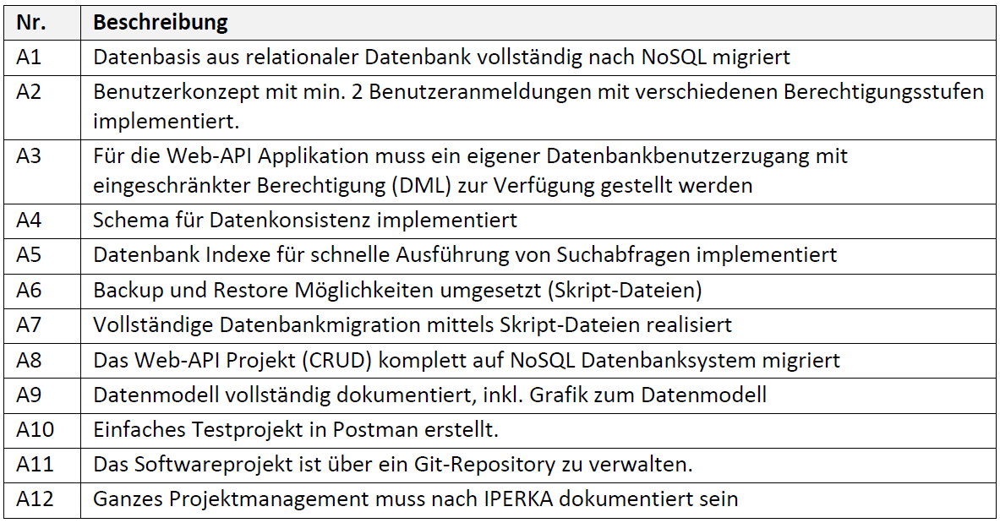 Nr. Beschreibung
A1 Datenbasis aus relationaler Datenbank vollständig nach NoSQL migriert
A2 Benutzerkonzept mit min. 2 Benutzeranmeldungen mit verschiedenen Berechtigungsstufen
implementiert.
A3 Für die Web-API Applikation muss ein eigener Datenbankbenutzerzugang mit
eingeschränkter Berechtigung (DML) zur Verfügung gestellt werden
A4 Schema für Datenkonsistenz implementiert
A5 Datenbank Indexe für schnelle Ausführung von Suchabfragen implementiert
A6 Backup und Restore Möglichkeiten umgesetzt (Skript-Dateien)
A7 Vollständige Datenbankmigration mittels Skript-Dateien realisiert
A8 Das Web-API Projekt (CRUD) komplett auf NoSQL Datenbanksystem migriert
A9 Datenmodell vollständig dokumentiert, inkl. Grafik zum Datenmodell
A10 Einfaches Testprojekt in Postman erstellt.
A11 Das Softwareprojekt ist über ein Git-Repository zu verwalten.
A12 Ganzes Projektmanagement muss nach IPERKA dokumentiert sein